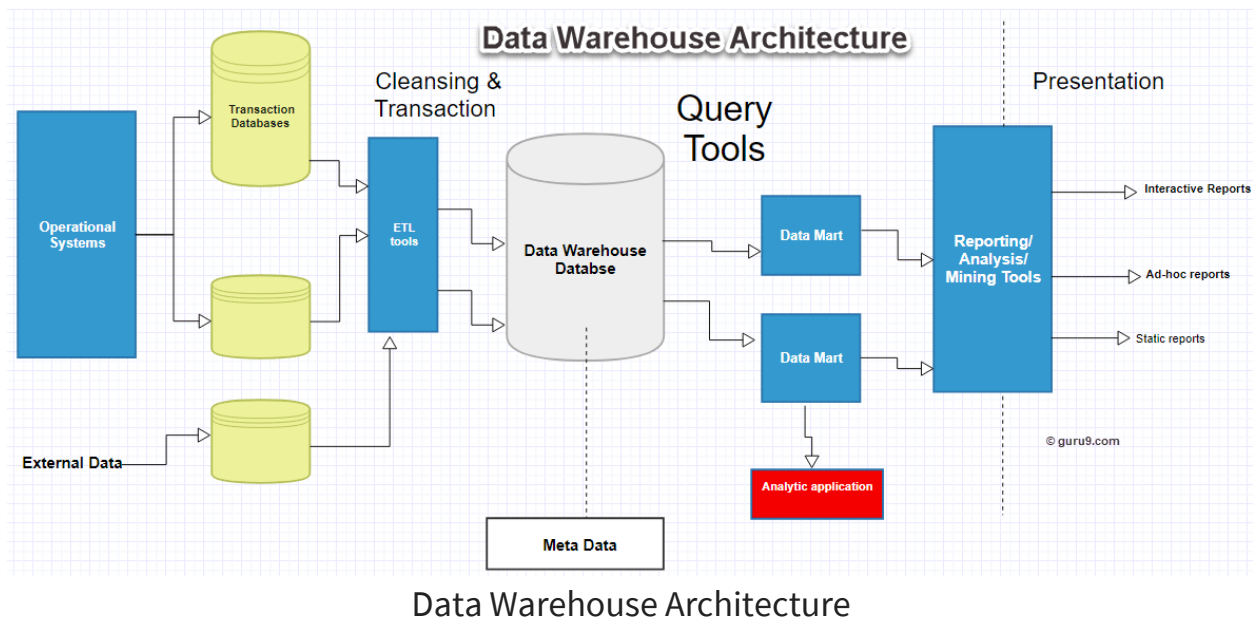 Data Warehouse Architecture
Cleansing &
Transaction
Presentation
Query
Tools
Transaction
Databases
Operational
Systems
ETL
tools
Data Warehouse
Databse
Data Mart
Data Mart
Reporting/
Analysis/
Mining Tools
Interactive Reports
Ad-hoc reports
Static reports
© guru9.com
External Data
Analytic application
Meta Data
Data Warehouse Architecture